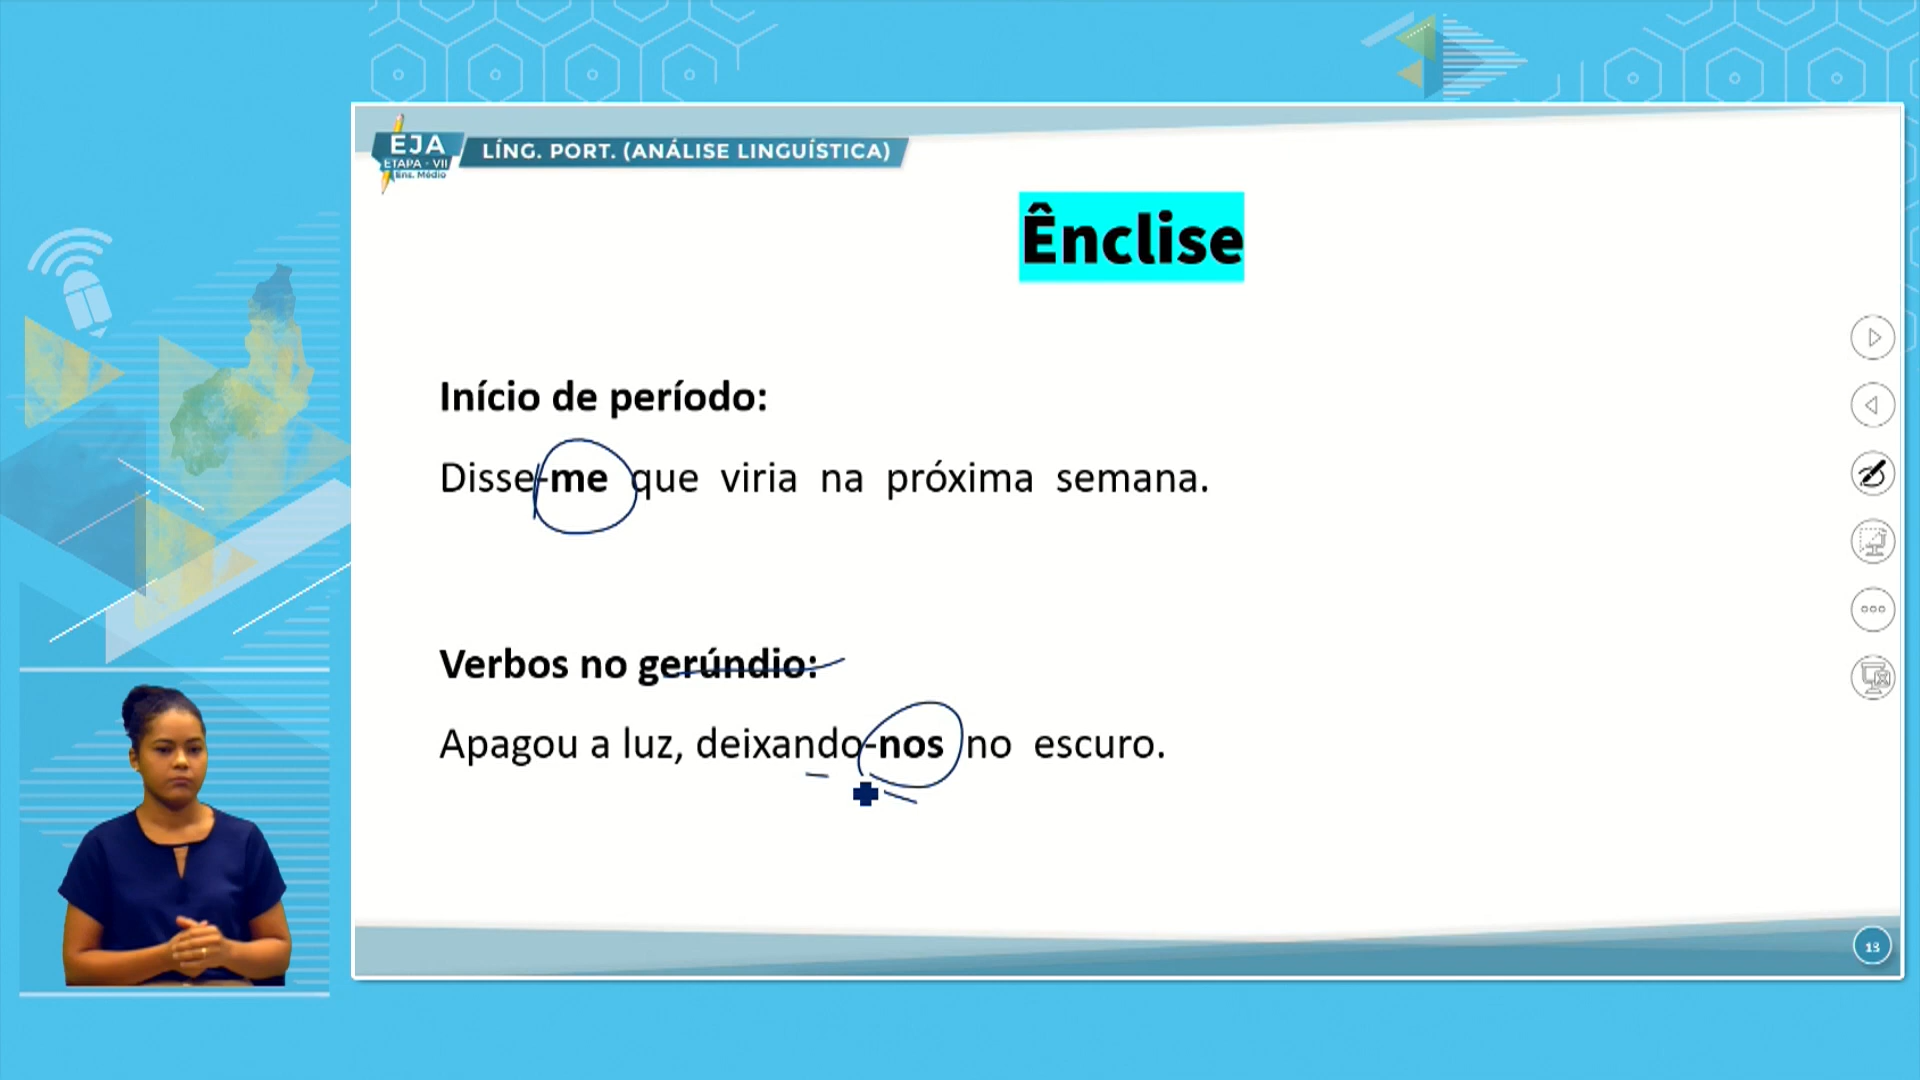 EJA
ETAPA - VII
Ens. Médio
LÍNG. PORT. (ANÁLISE LINGUÍSTICA)
Ênclise
Início de período:
Disse-me que viria na próxima semana.
Verbos no gerúndio:
Apagou a luz, deixando-nos no escuro.
13